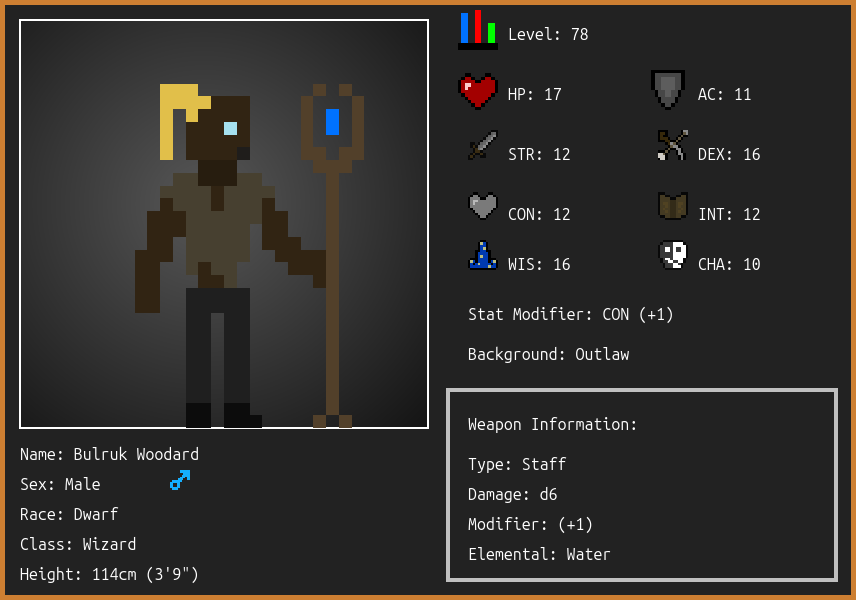 Level: 78
HP: 17 AC: 11
STR: 12 DEX: 16
CON: 12 INT: 12
WIS: 16 CHA: 10
Stat Modifier: CON (+1)
Background: Outlaw
Weapon Information:
Type: Staff
Damage: d6
Modifier: (+1)
Elemental: Water
Name: Bulruk Woodard
Sex: Male
Race: Dwarf
Class: Wizard
Height: 114cm (3'9")